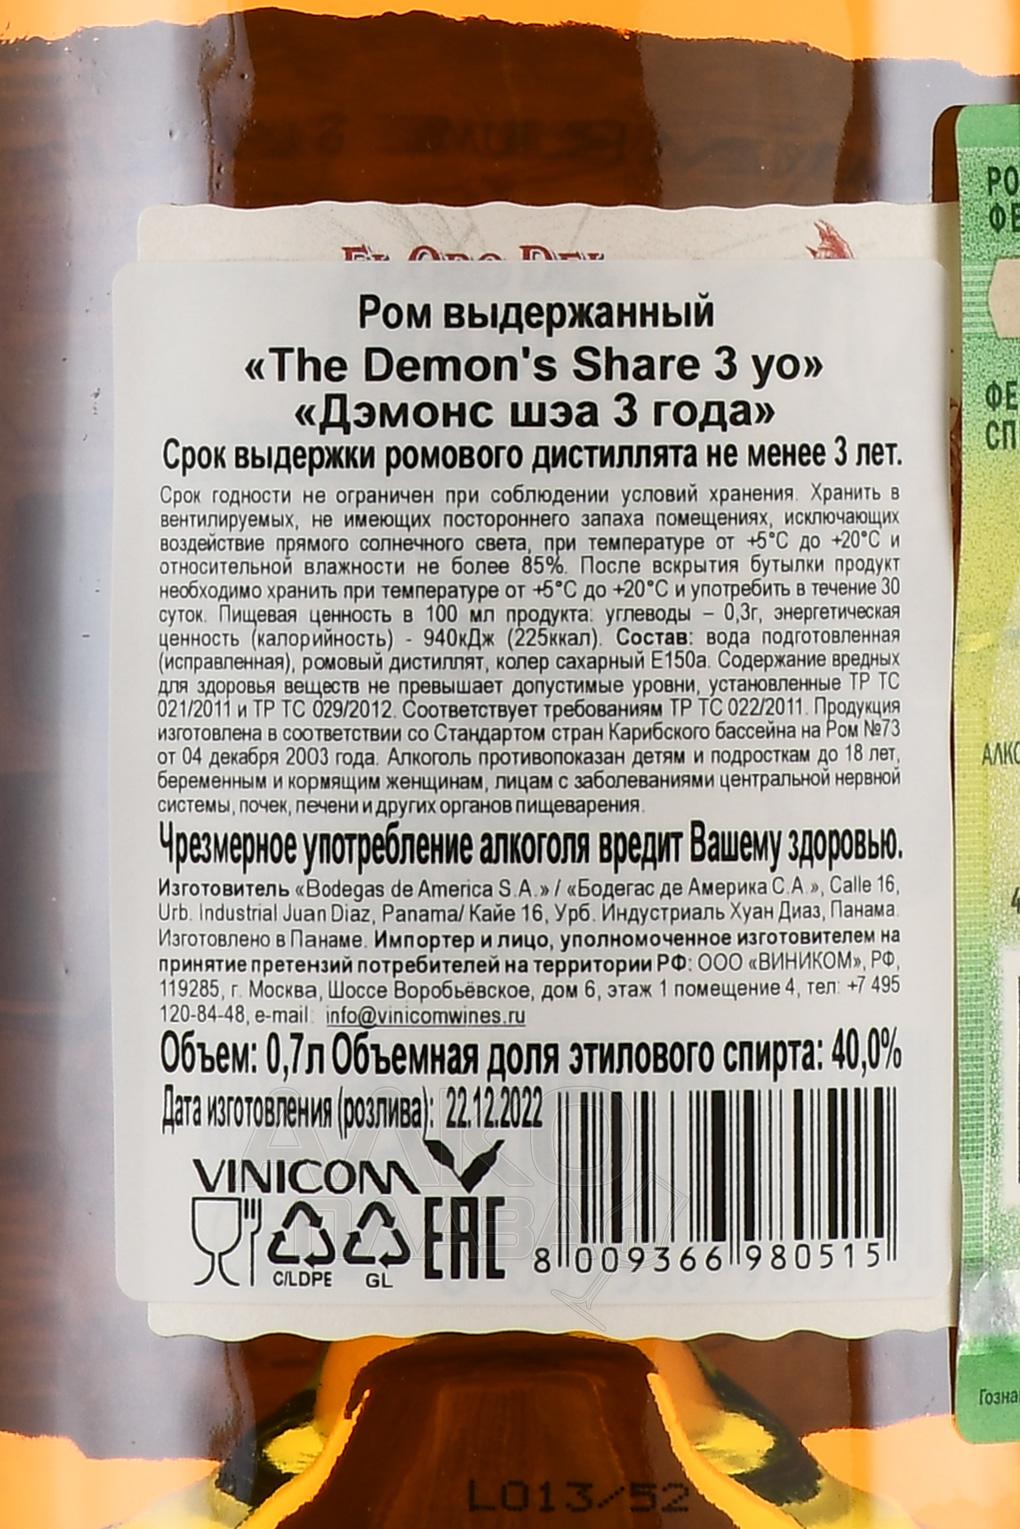 El Oro Del
Ром выдержанный
«The Demon's Share 3 yo»
«Дэмонс шэа 3 года»
Срок выдержки ромового дистиллята не менее 3 лет.
Срок годности не ограничен при соблюдении условий хранения. Хранить в
вентилируемых, не имеющих постороннего запаха помещениях, исключающих
воздействие прямого солнечного света, при температуре от +5°С до +20°С и
относительной влажности не более 85%. После вскрытия бутылки продукт
необходимо хранить при температуре от +5°С до +20°С и употребить в течение 30
суток. Пищевая ценность в 100 мл продукта: углеводы – 0,3г, энергетическая
ценность (калорийность) - 940кДж (225ккал). Состав: вода подготовленная
(исправленная), ромовый дистиллят, колер сахарный Е150а. Содержание вредных
для здоровья веществ не превышает допустимые уровни, установленные ТР ТС
021/2011 и ТР ТС 029/2012. Соответствует требованиям ТР ТС 022/2011. Продукция
изготовлена в соответствии со Стандартом стран Карибского бассейна на Ром №73
от 04 декабря 2003 года. Алкоголь противопоказан детям и подросткам до 18 лет,
беременным и кормящим женщинам, лицам с заболеваниями центральной нервной
системы, почек, печени и других органов пищеварения.
Чрезмерное употребление алкоголя вредит Вашему здоровью.
Изготовитель «Bodegas de America S.A.» / «Бодегас де Америка С.А.», Calle 16,
Urb. Industrial Juan Diaz, Panama/ Кайе 16, Урб. Индустриаль Хуан Диаз, Панама.
Изготовлено в Панаме. Импортер и лицо, уполномоченное изготовителем на
принятие претензий потребителей на территории РФ: ООО «ВИНИКОМ», РФ,
119285, г. Москва, Шоссе Воробьёвское, дом 6, этаж 1 помещение 4, тел: +7 495
120-84-48, e-mail: info@vinicomwines.ru
Объем: 0,7л Объемная доля этилового спирта: 40,0%
Дата изготовления (розлива): 22.12.2022
VINICOM
C/LDPE
GL
ЕАС
8 009366 980515
АЛКО
ПЛАВА
L013/52
РО
ФЕ
ФЕ
СП
АЛКО
4
Гозна